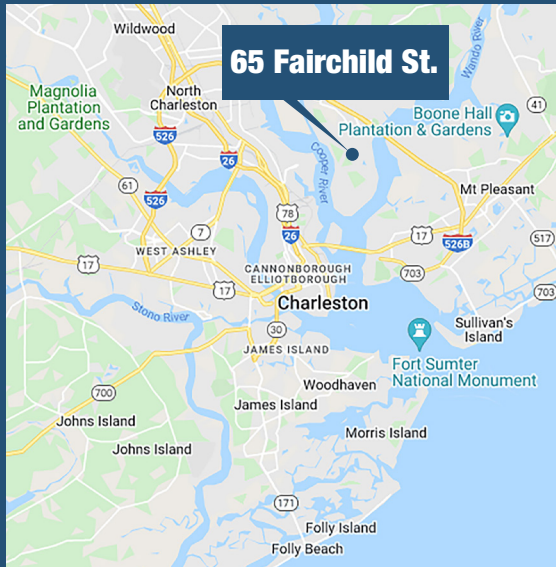 Wildwood
65 Fairchild St.
Wando River
Magnolia
Plantation
and Gardens
North
Charleston
41
Boone Hall
Plantation & Gardens
526
26
Cooper River
Mt Pleasant
61
526
78
7
26
17
526B
517
WEST ASHLEY
17
CANNONBOROUGH
ELLIOTBOROUGH
703
703
17
Charleston
Stono River
Sullivan's
Island
30
JAMES ISLAND
Fort Sumter
National Monument
Woodhaven
700
James Island
Johns Island
Morris Island
Johns Island
171
Folly Island
Folly Beach